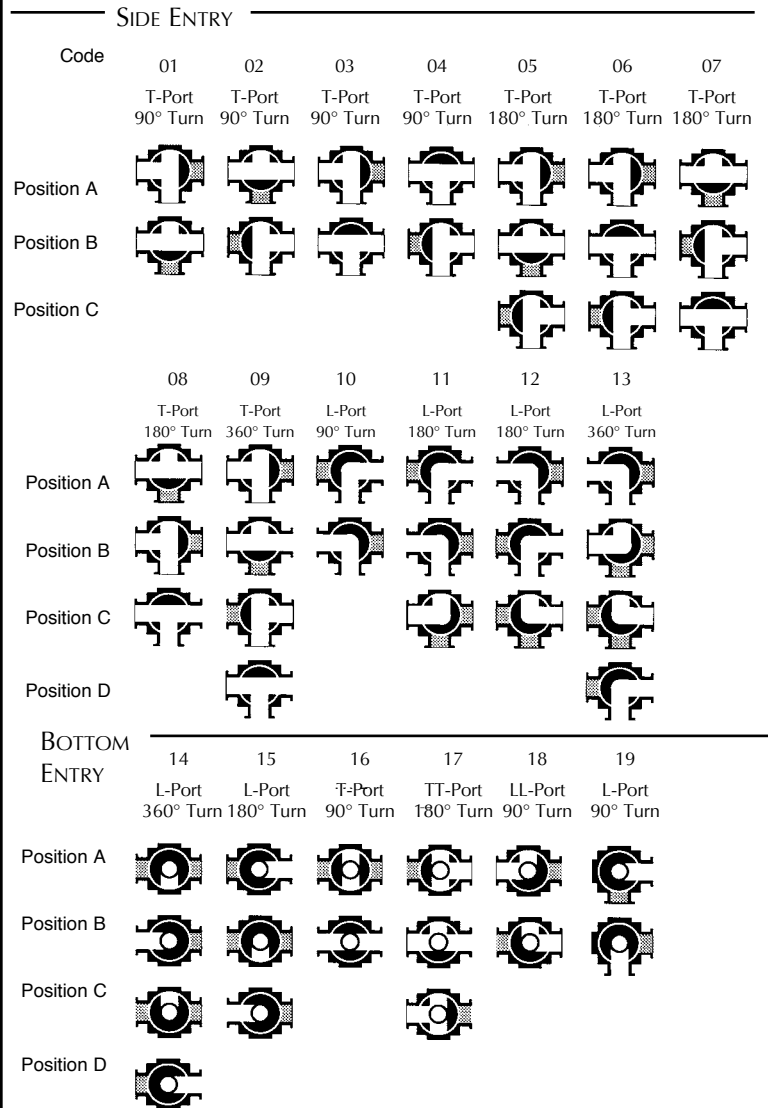 SIDE ENTRY
Code
01 02 03 04 05 06 07
T-Port T-Port T-Port T-Port T-Port T-Port T-Port
90° Turn 90° Turn 90° Turn 90° Turn 180° Turn 180° Turn 180° Turn
Position A
Position B
Position C
08 09 10 11 12 13
T-Port T-Port L-Port L-Port L-Port L-Port
180° Turn 360° Turn 90° Turn 180° Turn 180° Turn 360° Turn
Position A
Position B
Position C
Position D
BOTTOM
ENTRY
14 15 16 17 18 19
L-Port L-Port T-Port TT-Port LL-Port L-Port
360° Turn 180° Turn 90° Turn 180° Turn 90° Turn 90° Turn
Position A
Position B
Position C
Position D